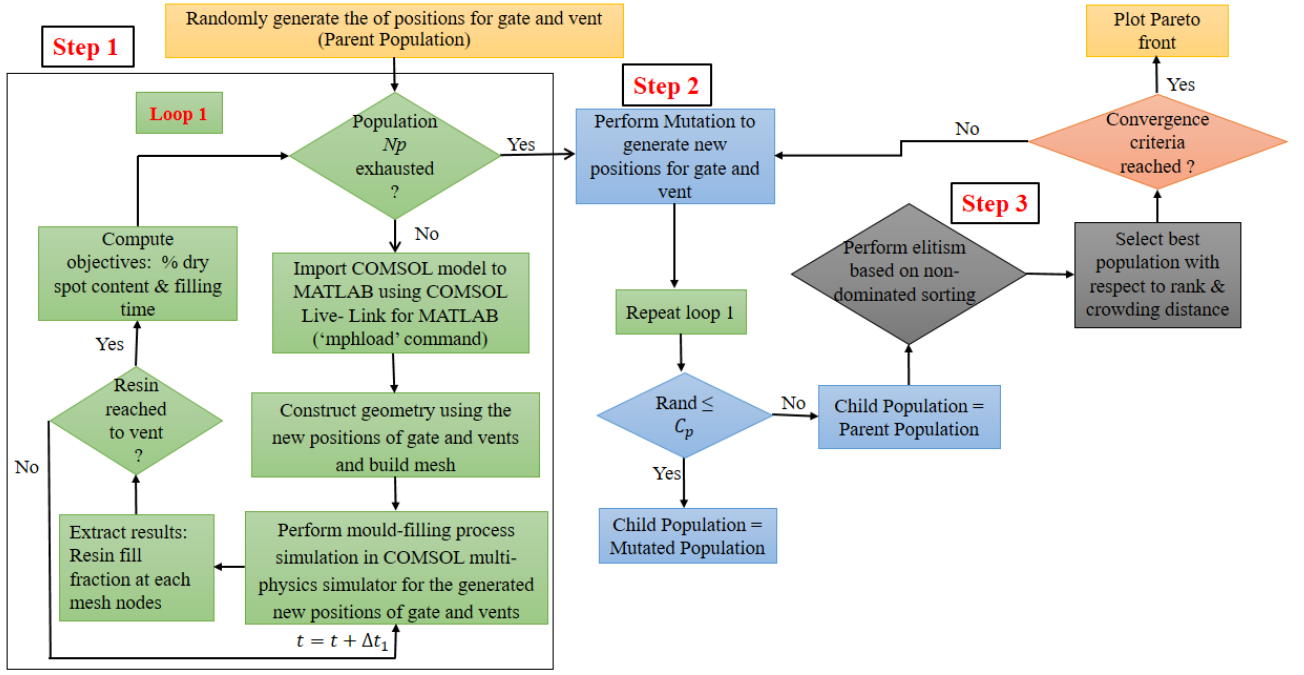 Randomly generate the of positions for gate and vent
(Parent Population)
Step 1
Loop 1
Population
Np
exhausted
?
Yes
No
Compute
objectives: % dry
spot content & filling
time
Import COMSOL model to
MATLAB using COMSOL
Live- Link for MATLAB
(‘mphload’ command)
Yes
Resin
reached
to vent
?
No
Construct geometry using the
new positions of gate and vents
and build mesh
Extract results:
Resin fill
fraction at each
mesh nodes
Perform mould-filling process
simulation in COMSOL multi-
physics simulator for the generated
new positions of gate and vents
t = t + Δt₁
Step 2
Perform Mutation to
generate new
positions for gate and
vent
Repeat loop 1
Rand ≤
Cₚ
No
Yes
Child Population =
Mutated Population
Child Population =
Parent Population
Step 3
Perform elitism
based on non-
dominated sorting
Select best
population with
respect to rank &
crowding distance
Convergence
criteria
reached ?
No
Yes
Plot Pareto
front